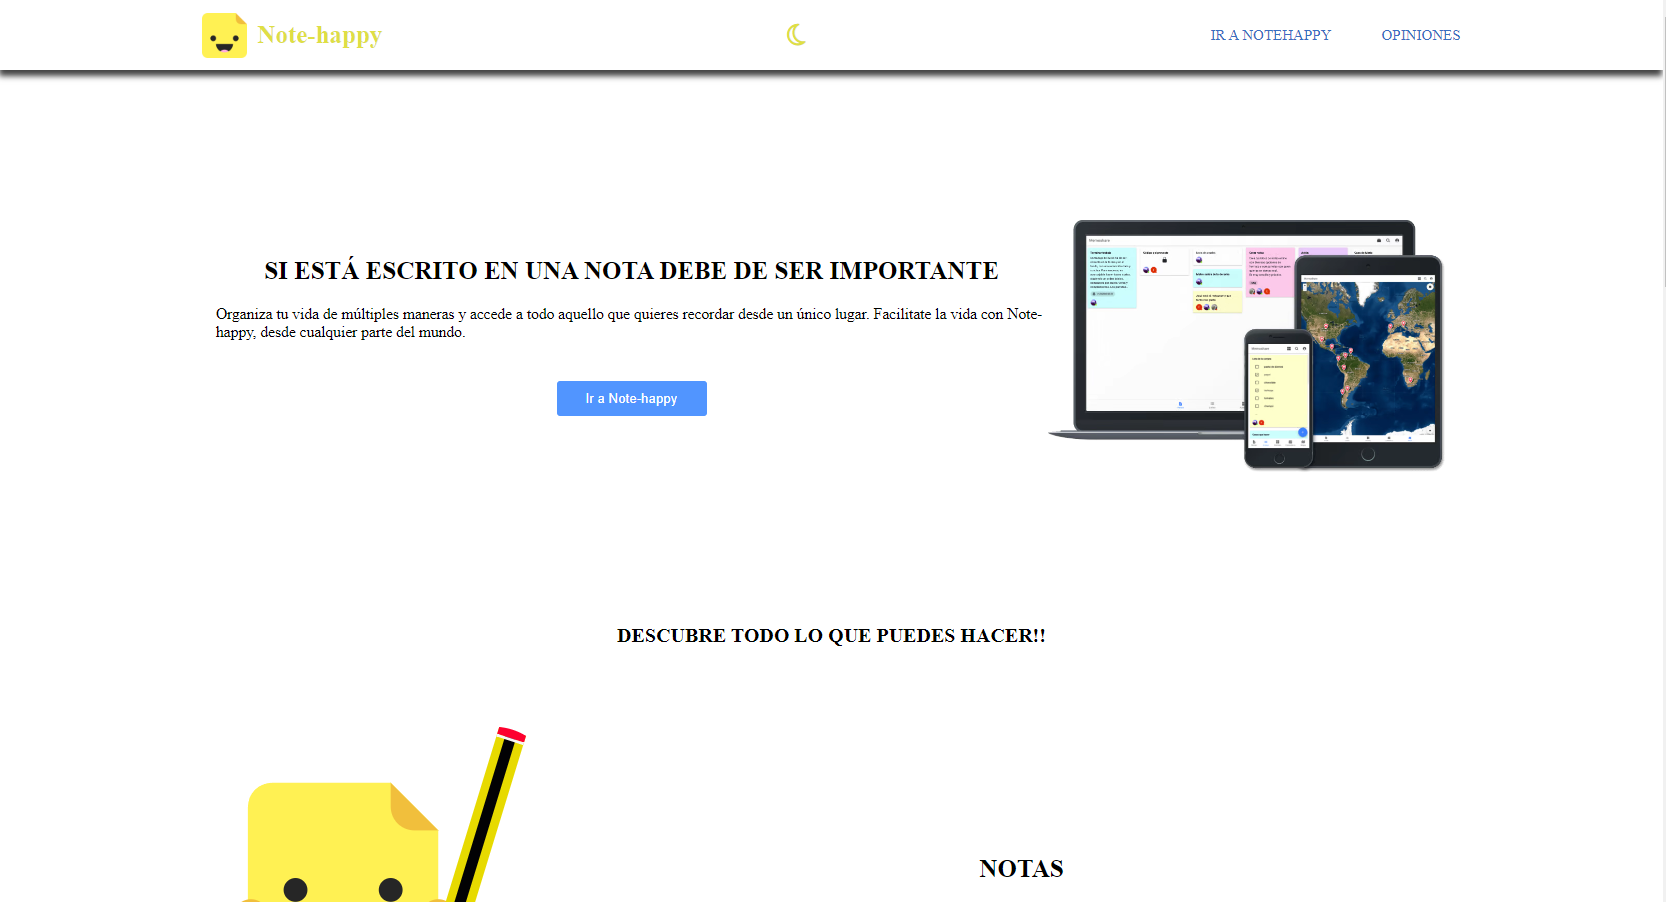 Note-happy
IR A NOTEHAPPY
OPINIONES
SI ESTÁ ESCRITO EN UNA NOTA DEBE DE SER IMPORTANTE
Organiza tu vida de múltiples maneras y accede a todo aquello que quieres recordar desde un único lugar. Facilitate la vida con Note-
happy, desde cualquier parte del mundo.
Ir a Note-happy
DESCUBRE TODO LO QUE PUEDES HACER!!
NOTAS